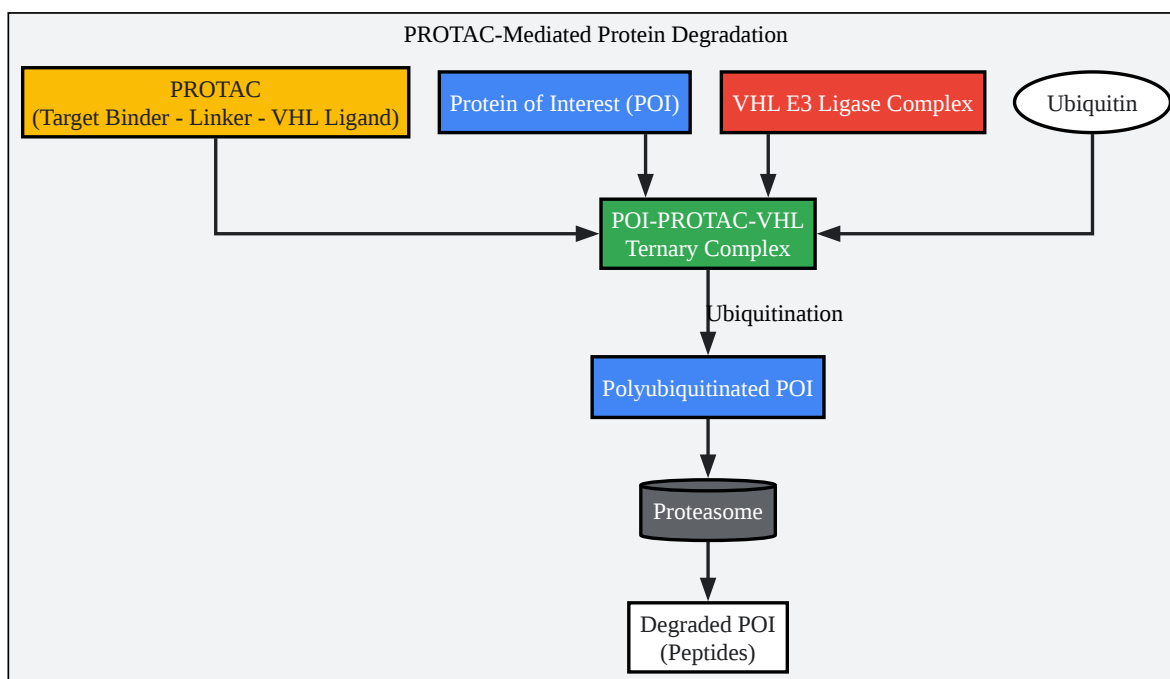 PROTAC-Mediated Protein Degradation
PROTAC
(Target Binder - Linker - VHL Ligand)
Protein of Interest (POI)
VHL E3 Ligase Complex
Ubiquitin
POI-PROTAC-VHL
Ternary Complex
Ubiquitination
Polyubiquitinated POI
Proteasome
Degraded POI
(Peptides)